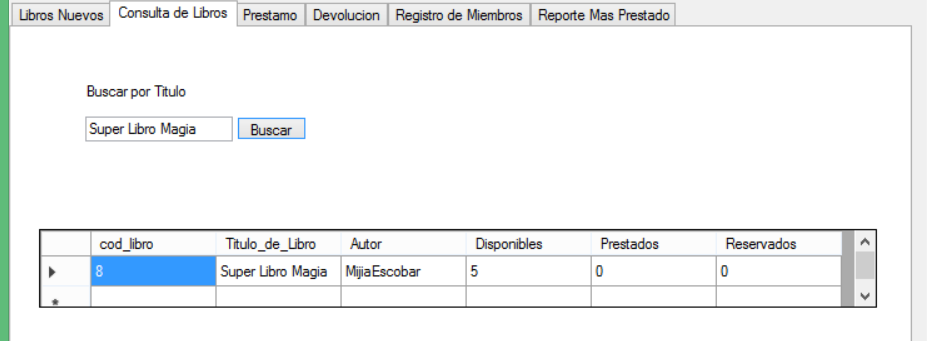 Libros Nuevos Consulta de Libros Prestamo Devolucion Registro de Miembros Reporte Mas Prestado
Buscar por Titulo
Super Libro Magia Buscar
cod_libro Titulo_de_Libro Autor Disponibles Prestados Reservados
8 Super Libro Magia MijiaEscobar 5 0 0